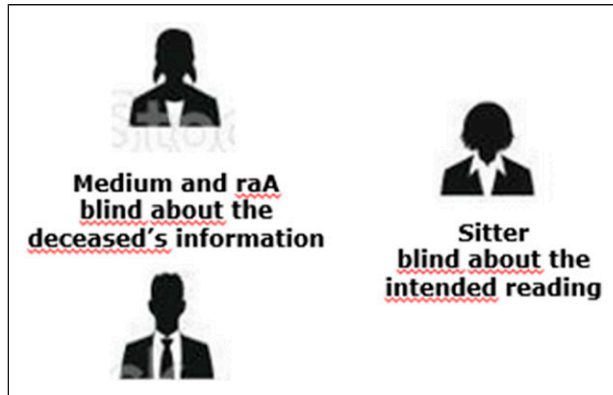 Medium and raA
blind about the
deceased’s information
Sitter
blind about the
intended reading